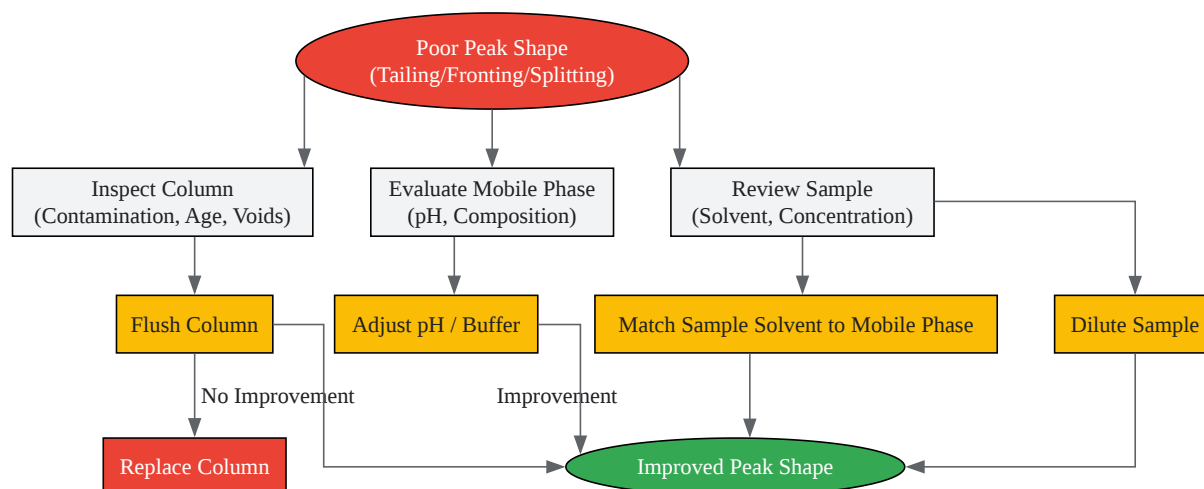 Poor Peak Shape
(Tailing/Fronting/Splitting)
Inspect Column
(Contamination, Age, Voids)
Evaluate Mobile Phase
(pH, Composition)
Review Sample
(Solvent, Concentration)
Flush Column
Adjust pH / Buffer
Match Sample Solvent to Mobile Phase
Dilute Sample
No Improvement
Improvement
Replace Column
Improved Peak Shape